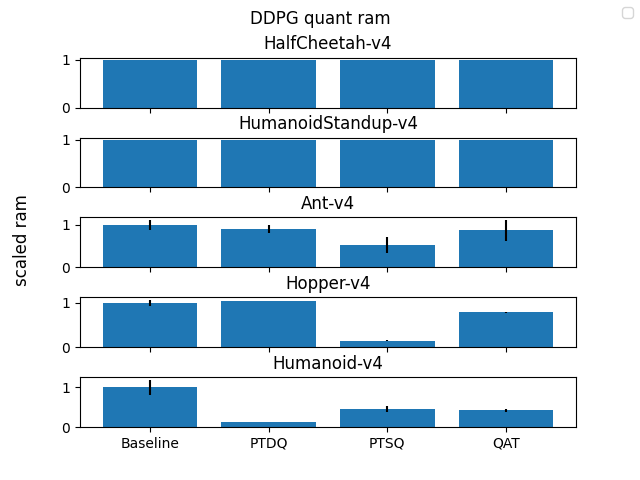 DDPG quant ram
HalfCheetah-v4
1
0
HumanoidStandup-v4
1
0
Ant-v4
1
0
Hopper-v4
1
0
Humanoid-v4
1
0
scaled ram
Baseline PTDQ PTSQ QAT